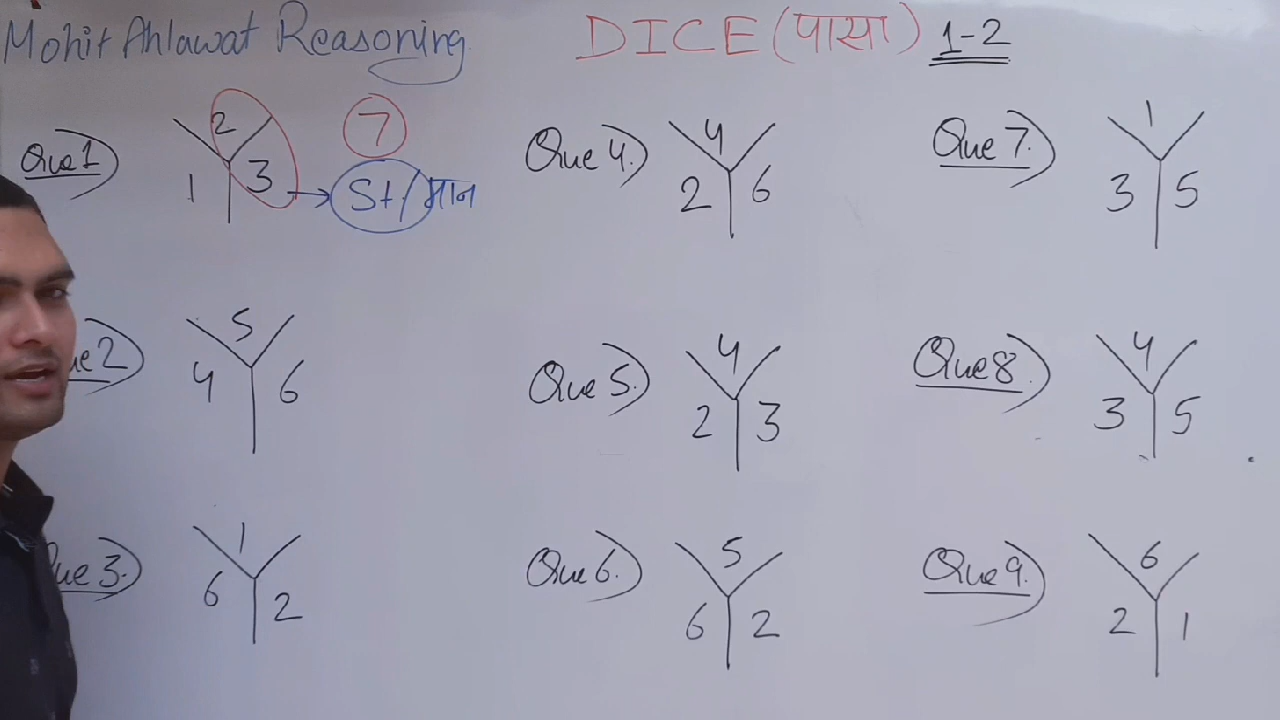 Mohit Ahlawat Reasoning
DICE (पासा) 1-2
Que 1)
2
1 3
7
St/मान
Que 2)
5
4 6
Que 3.)
1
6 2
Que 4.)
4
2 6
Que 5.)
4
2 3
Que 6.)
5
6 2
Que 7.)
1
3 5
Que 8.)
4
3 5
Que 9.)
6
2 1